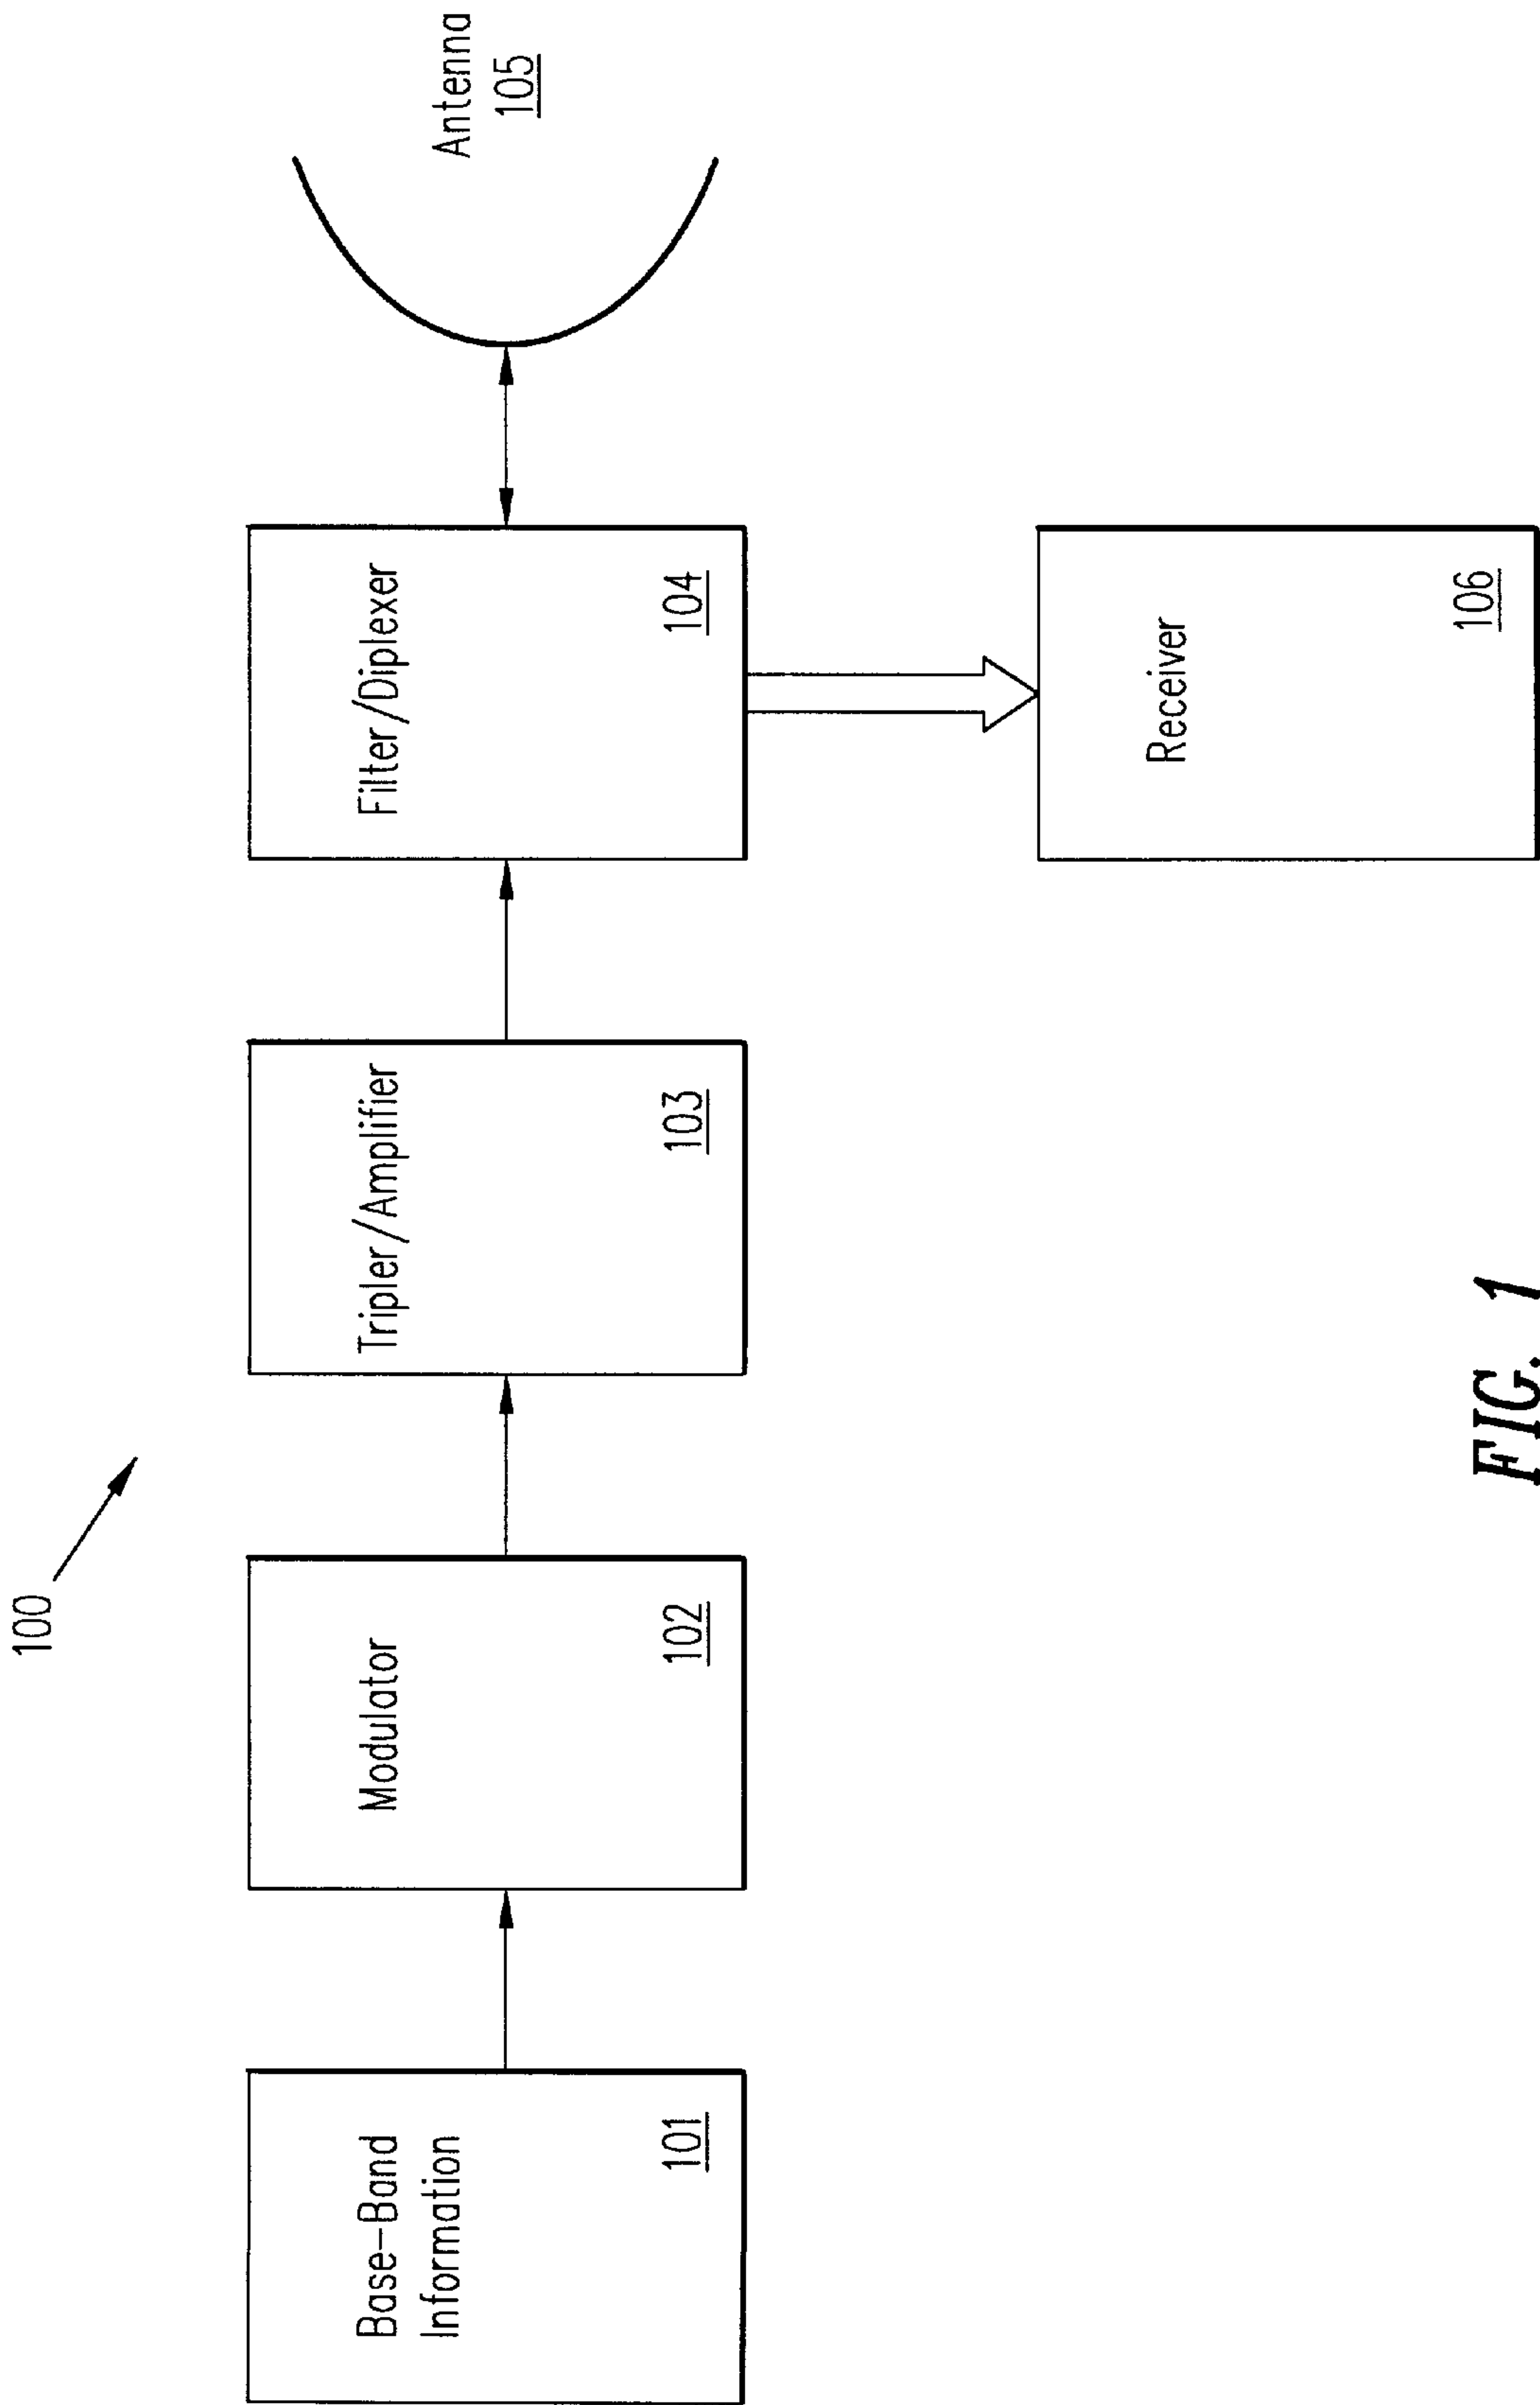 100
Base-Band
Information
101
Modulator
102
Tripler/Amplifier
103
Filter/Diplexer
104
Antenna
105
Receiver
106
FIG. 1